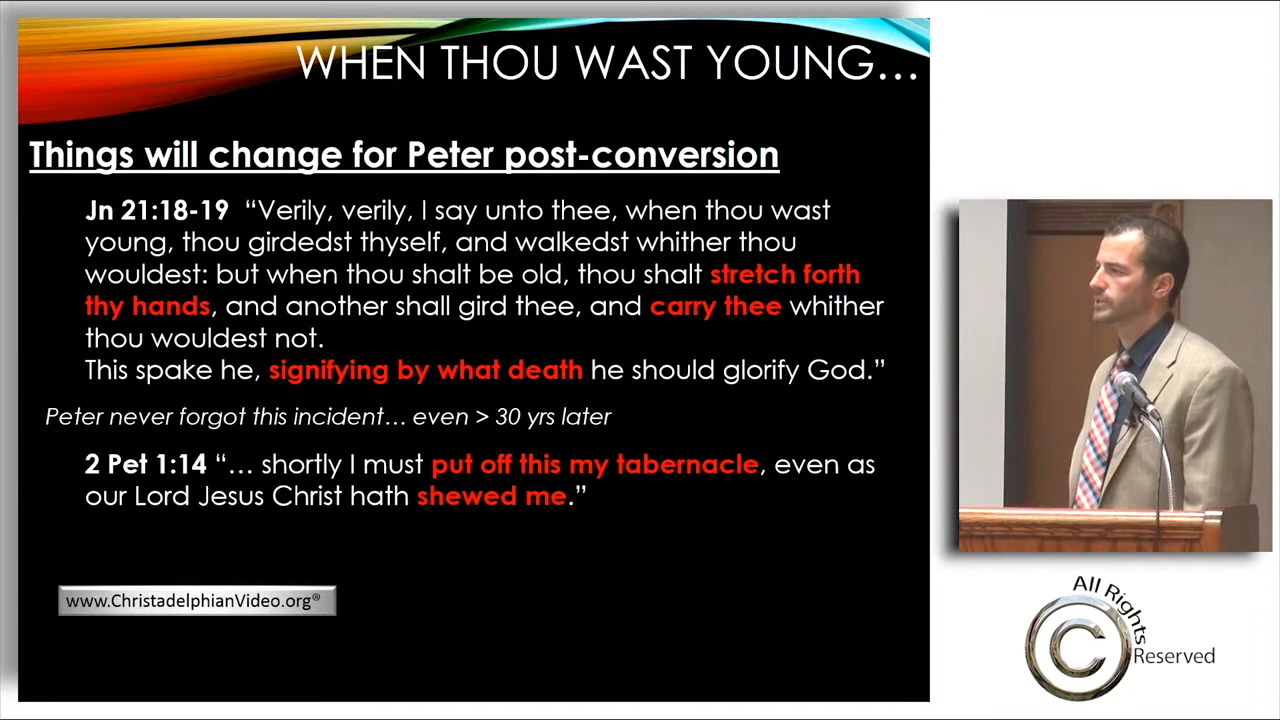 WHEN THOU WAST YOUNG…
Things will change for Peter post-conversion
Jn 21:18-19 “Verily, verily, I say unto thee, when thou wast
young, thou girdedst thyself, and walkedst whither thou
wouldest: but when thou shalt be old, thou shalt stretch forth
thy hands, and another shall gird thee, and carry thee whither
thou wouldest not.
This spake he, signifying by what death he should glorify God.”
Peter never forgot this incident… even > 30 yrs later
2 Pet 1:14 “… shortly I must put off this my tabernacle, even as
our Lord Jesus Christ hath shewed me.”
www.ChristadelphianVideo.org®
All Rights
©
Reserved